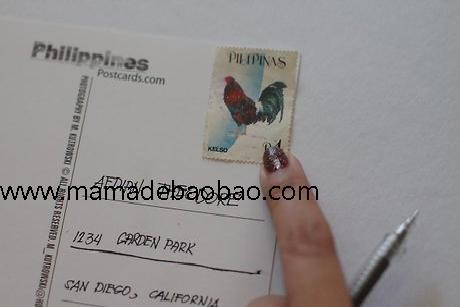 Philippines
Postcards.com
PILIPINAS
KELSO
PHOTOGRAPHY BY M. KUTROWSKI © ALL RIGHTS RESERVED.
www.mamadebaobao.com
1234 GARDEN PARK
SAN DIEGO, CALIFORNIA